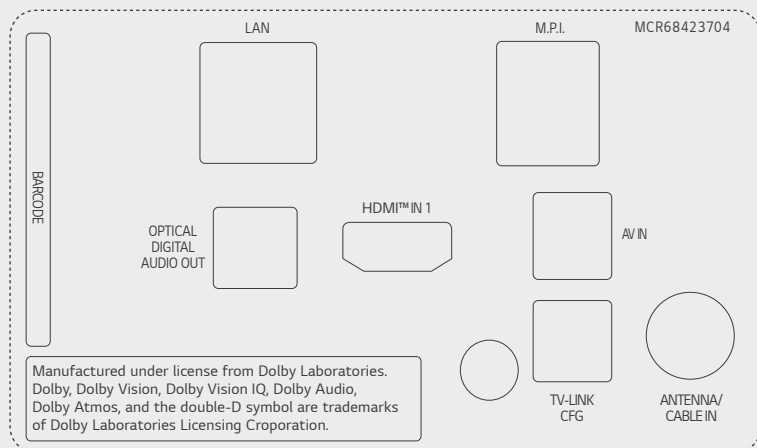 LAN
M.P.I.
MCR68423704
BARCODE
HDMI™ IN 1
OPTICAL
DIGITAL
AUDIO OUT
AV IN
Manufactured under license from Dolby Laboratories.
Dolby, Dolby Vision, Dolby Vision IQ, Dolby Audio,
Dolby Atmos, and the double-D symbol are trademarks
of Dolby Laboratories Licensing Croporation.
TV-LINK
CFG
ANTENNA/
CABLE IN